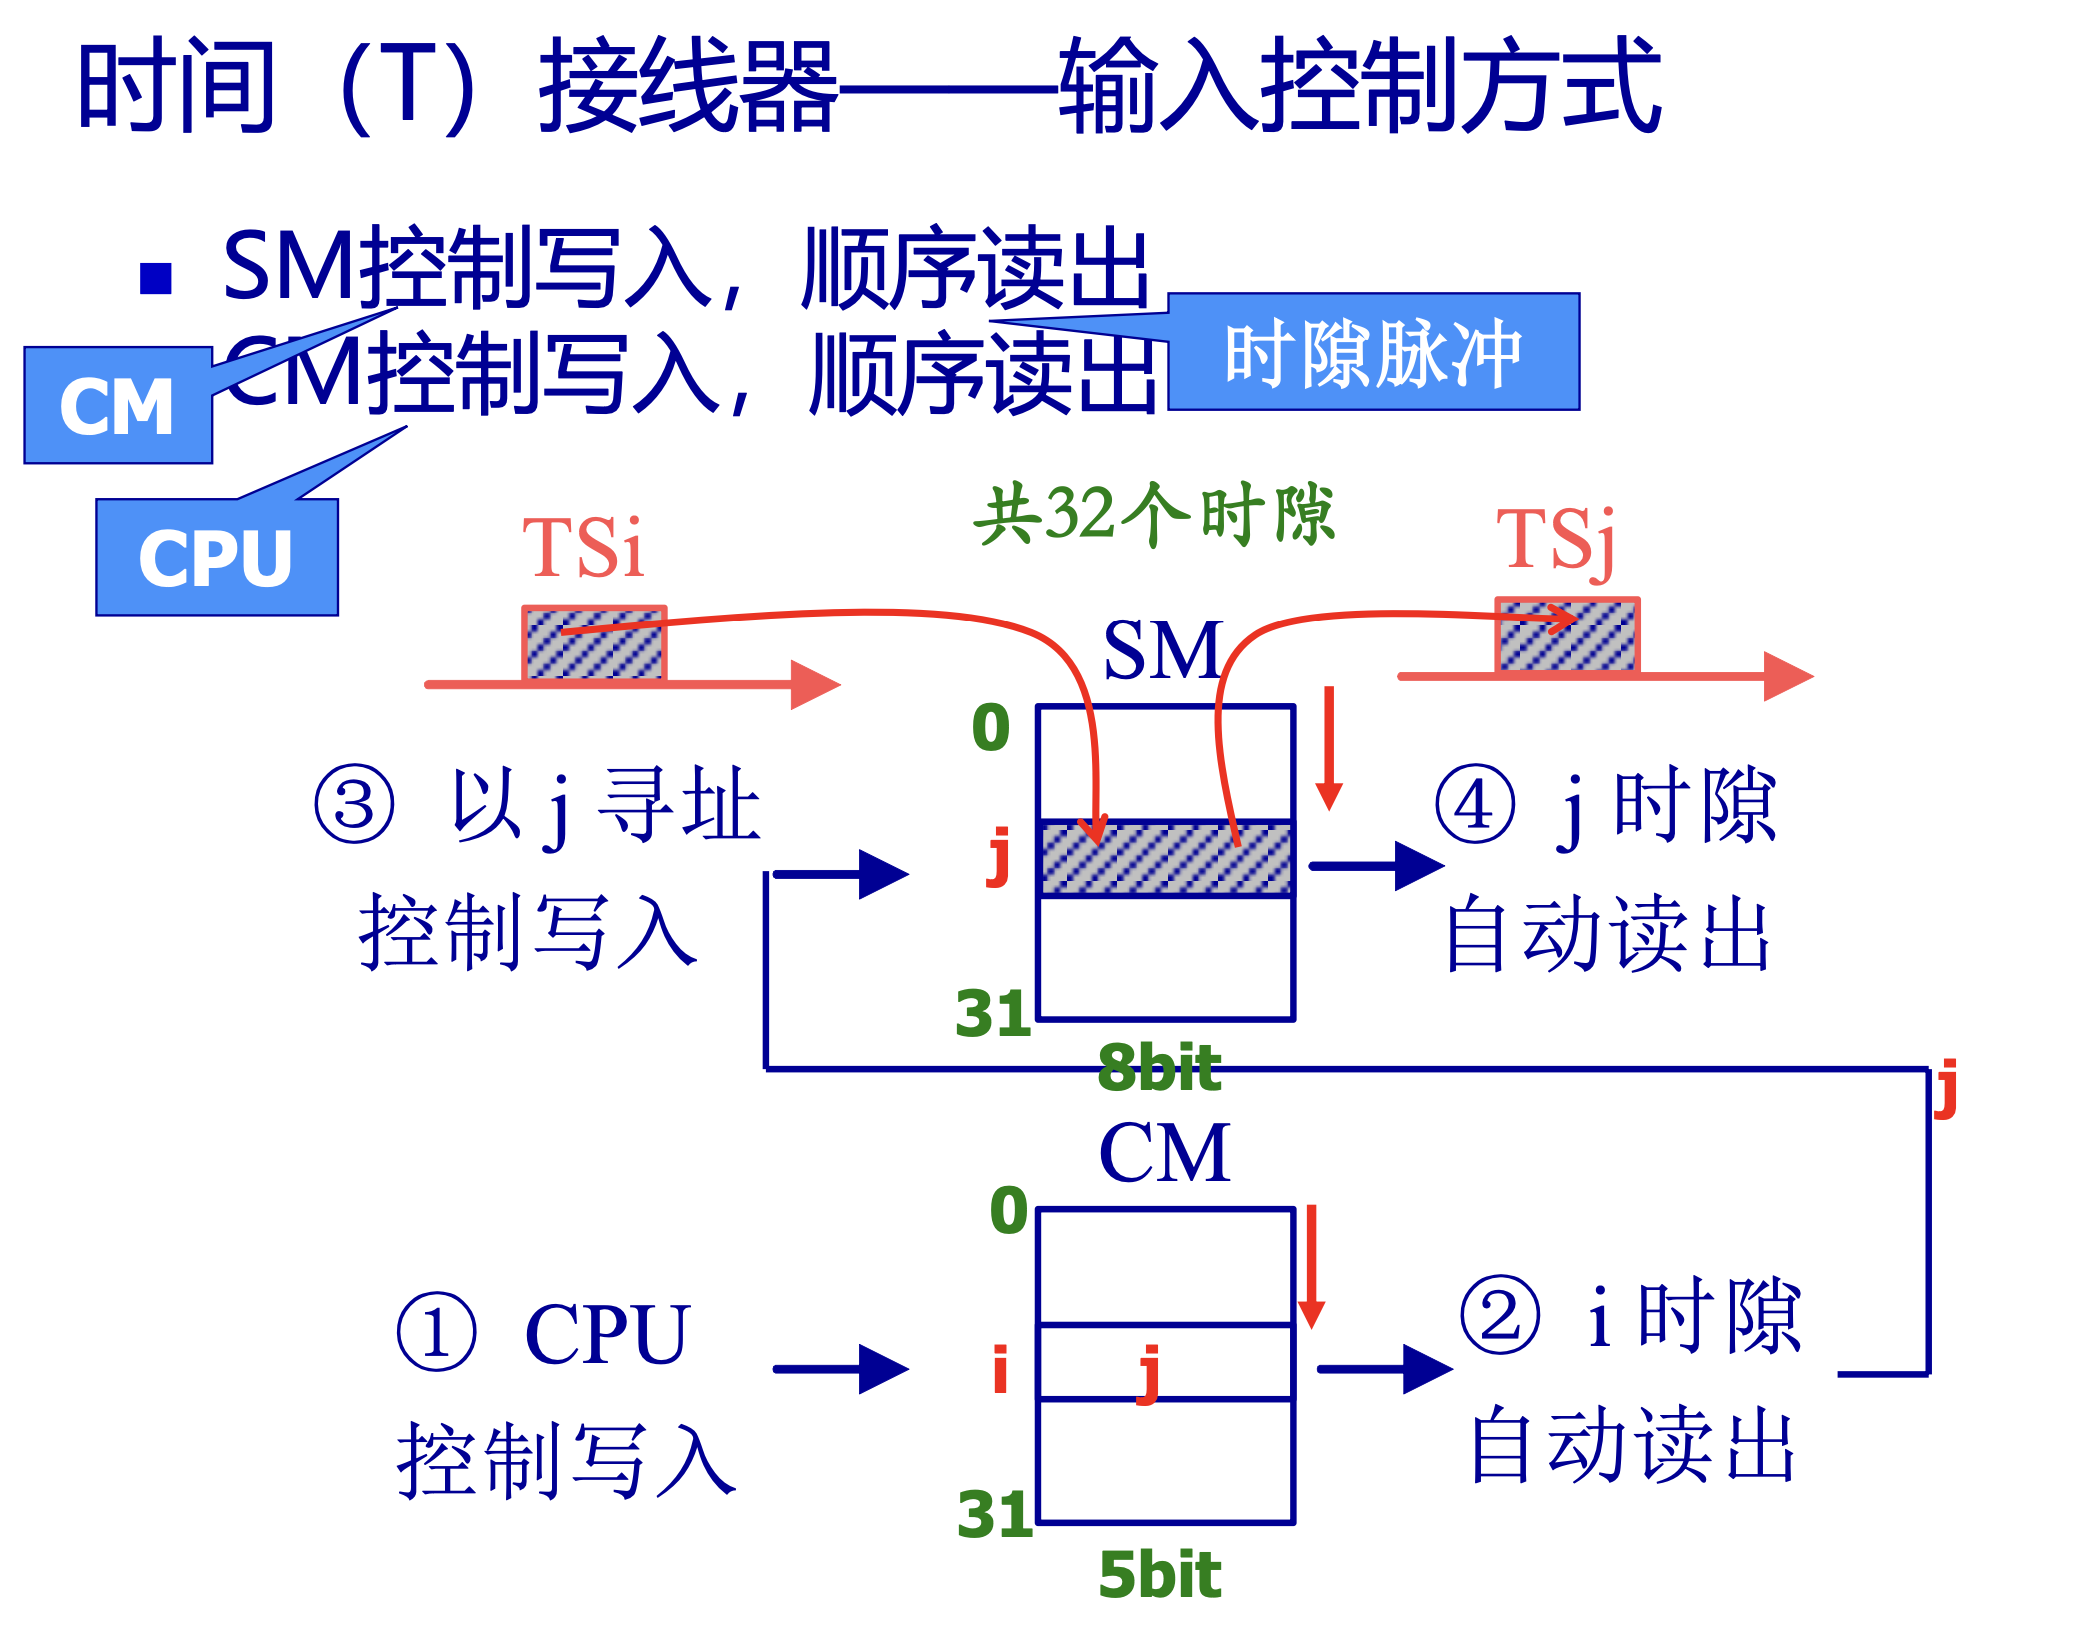 时间（T）接线器——输入控制方式
SM控制写入，顺序读出
CM控制写入，顺序读出
时隙脉冲
CM
CPU
共32个时隙
TSi
TSj
SM
0
③ 以 j 寻址
控制写入
j
④ j 时隙
自动读出
31
8bit
j
CM
0
① CPU
控制写入
i
j
② i 时隙
自动读出
31
5bit